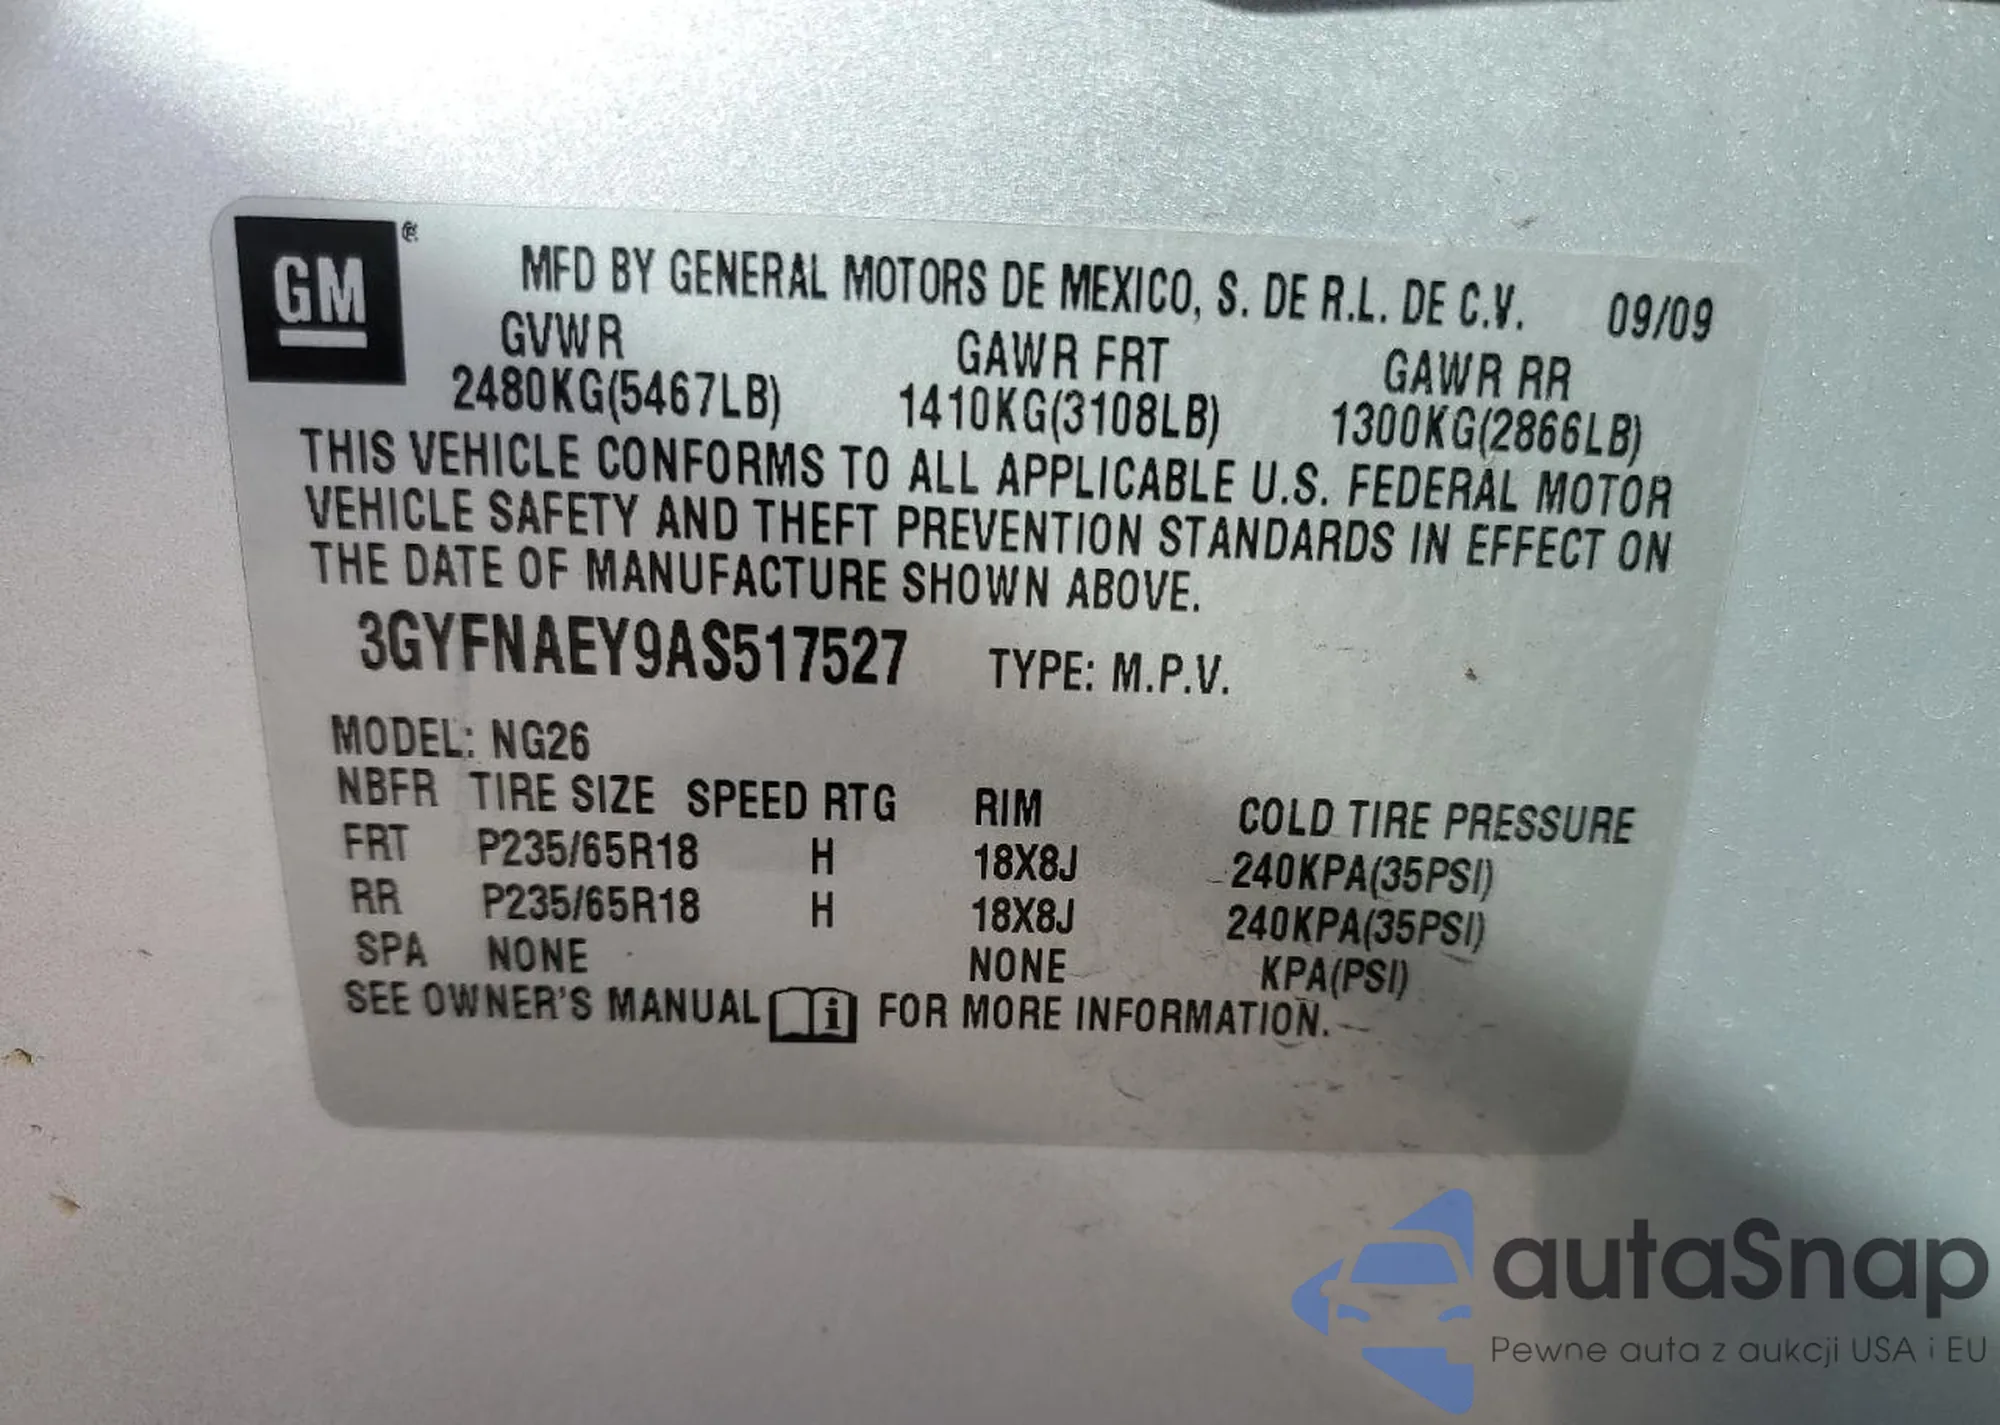 GM®
MFD BY GENERAL MOTORS DE MEXICO, S. DE R.L. DE C.V. 09/09
GVWR GAWR FRT GAWR RR
2480KG(5467LB) 1410KG(3108LB) 1300KG(2866LB)
THIS VEHICLE CONFORMS TO ALL APPLICABLE U.S. FEDERAL MOTOR
VEHICLE SAFETY AND THEFT PREVENTION STANDARDS IN EFFECT ON
THE DATE OF MANUFACTURE SHOWN ABOVE.
3GYFNAEY9AS517527 TYPE: M.P.V.
MODEL: NG26
NBFR TIRE SIZE SPEED RTG RIM COLD TIRE PRESSURE
FRT P235/65R18 H 18X8J 240KPA(35PSI)
RR P235/65R18 H 18X8J 240KPA(35PSI)
SPA NONE NONE KPA(PSI)
SEE OWNER'S MANUAL i FOR MORE INFORMATION.
autaSnap
Pewne auta z aukcji USA i EU